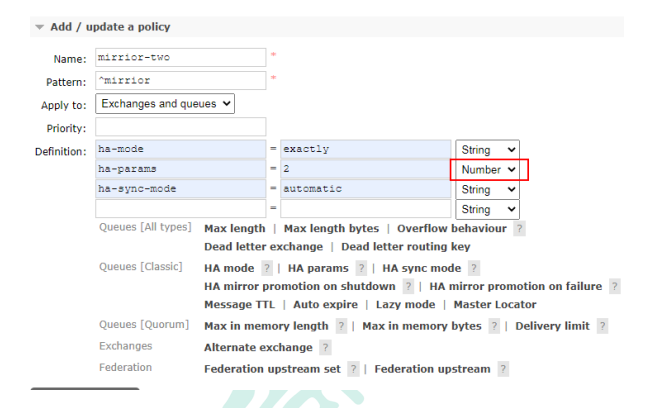 Add / update a policy
Name: mirrior-two *
Pattern: ^mirrior *
Apply to: Exchanges and queues
Priority:
Definition: ha-mode = exactly String
ha-params = 2 Number
ha-sync-mode = automatic String
= String
Queues [All types] Max length | Max length bytes | Overflow behaviour ?
Dead letter exchange | Dead letter routing key
Queues [Classic] HA mode ? | HA params ? | HA sync mode ?
HA mirror promotion on shutdown ? | HA mirror promotion on failure ?
Message TTL | Auto expire | Lazy mode | Master Locator
Queues [Quorum] Max in memory length ? | Max in memory bytes ? | Delivery limit ?
Exchanges Alternate exchange ?
Federation Federation upstream set ? | Federation upstream ?